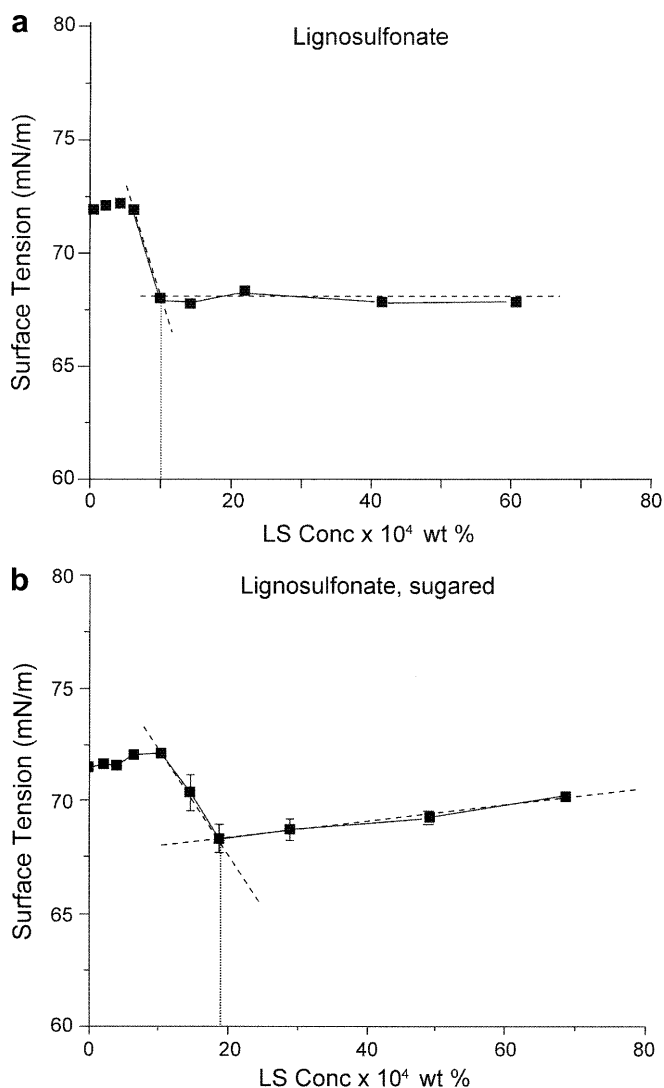 a
Lignosulfonate
80
75
70
65
60
Surface Tension (mN/m)
0 20 40 60 80
LS Conc x 10⁴ wt %
b
Lignosulfonate, sugared
80
75
70
65
60
Surface Tension (mN/m)
0 20 40 60 80
LS Conc x 10⁴ wt %